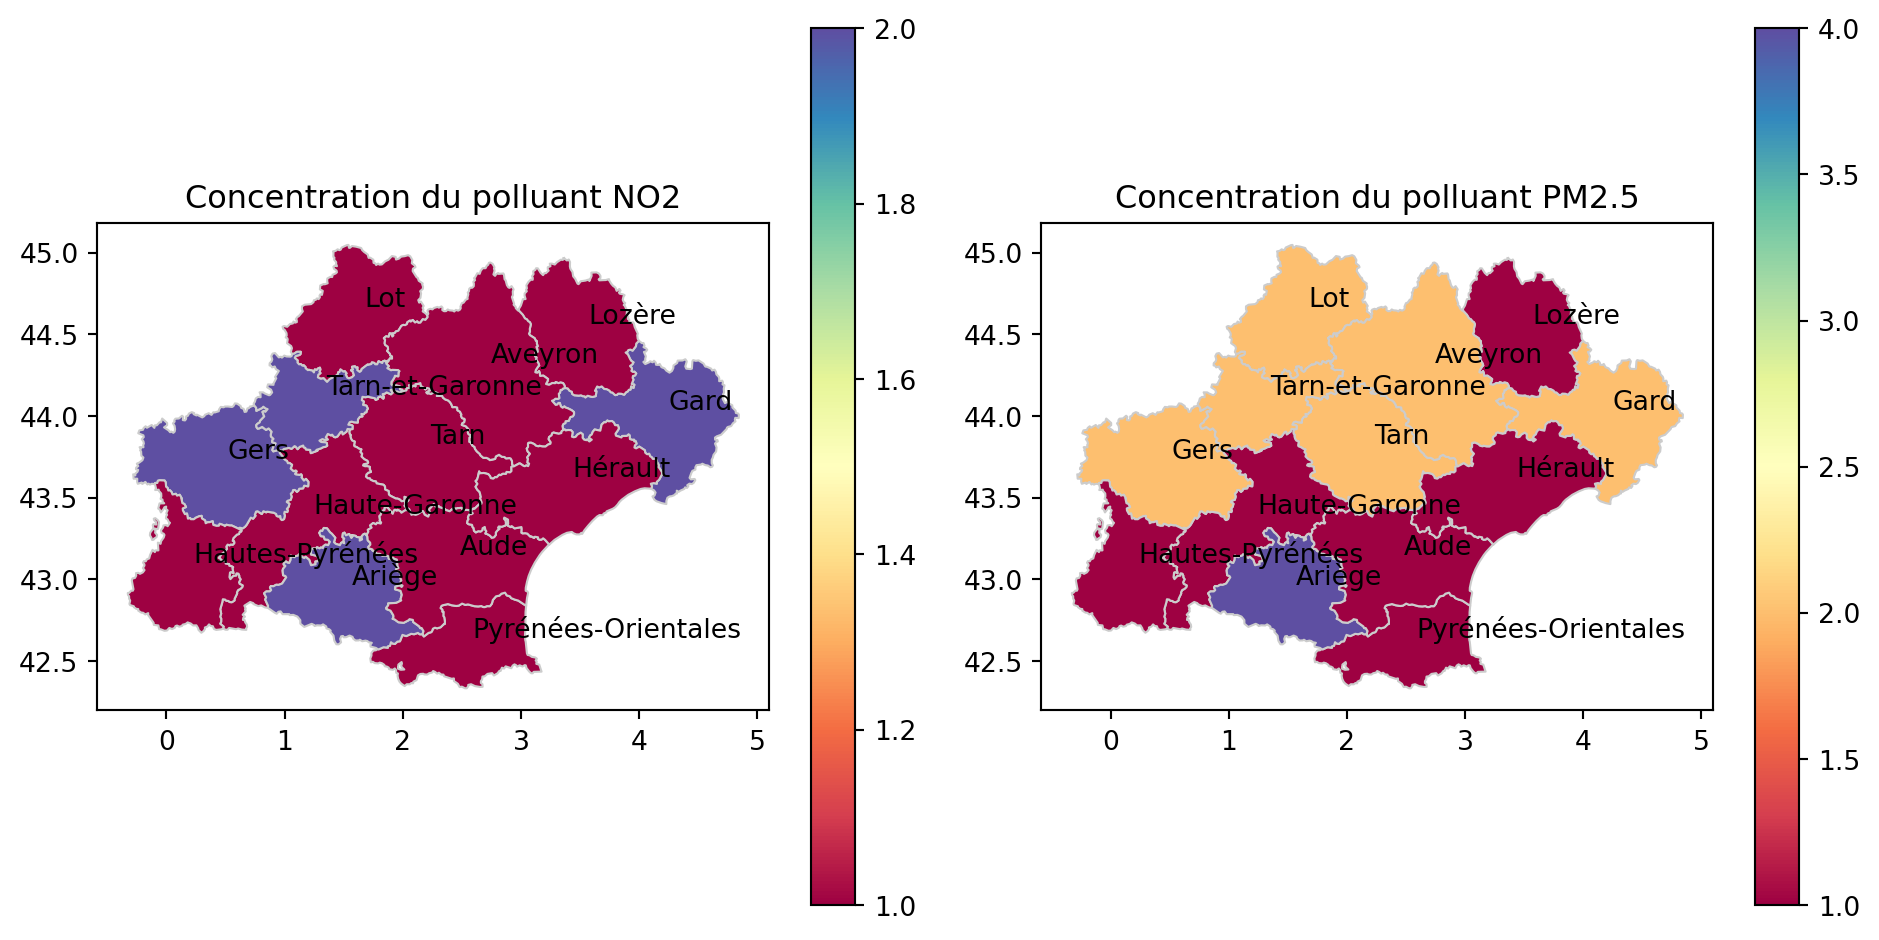 Concentration du polluant NO2
45.0
44.5
44.0
43.5
43.0
42.5
0 1 2 3 4 5
Lot
Lozère
Aveyron
Tarn-et-Garonne
Gard
Tarn
Gers
Hérault
Haute-Garonne
Aude
Hautes-Pyrénées
Ariège
Pyrénées-Orientales
2.0
1.8
1.6
1.4
1.2
1.0
Concentration du polluant PM2.5
45.0
44.5
44.0
43.5
43.0
42.5
0 1 2 3 4 5
Lot
Lozère
Aveyron
Tarn-et-Garonne
Gard
Tarn
Gers
Hérault
Haute-Garonne
Aude
Hautes-Pyrénées
Ariège
Pyrénées-Orientales
4.0
3.5
3.0
2.5
2.0
1.5
1.0